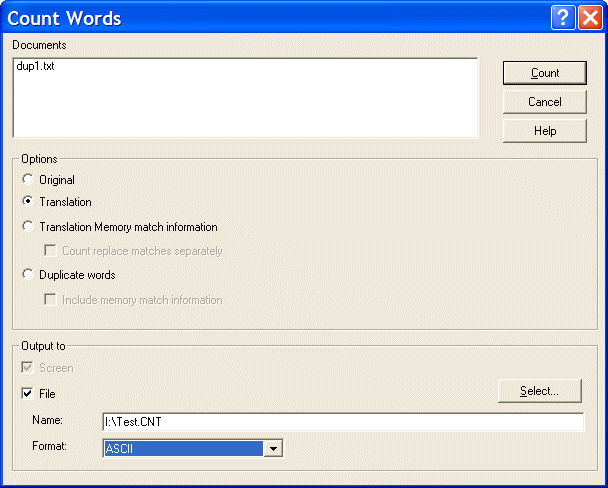 Count Words
Documents
dup1.txt
Count
Cancel
Help
Options
Original
Translation
Translation Memory match information
Count replace matches separately
Duplicate words
Include memory match information
Output to
Screen
File
Select...
Name: I:\Test.CNT
Format: ASCII